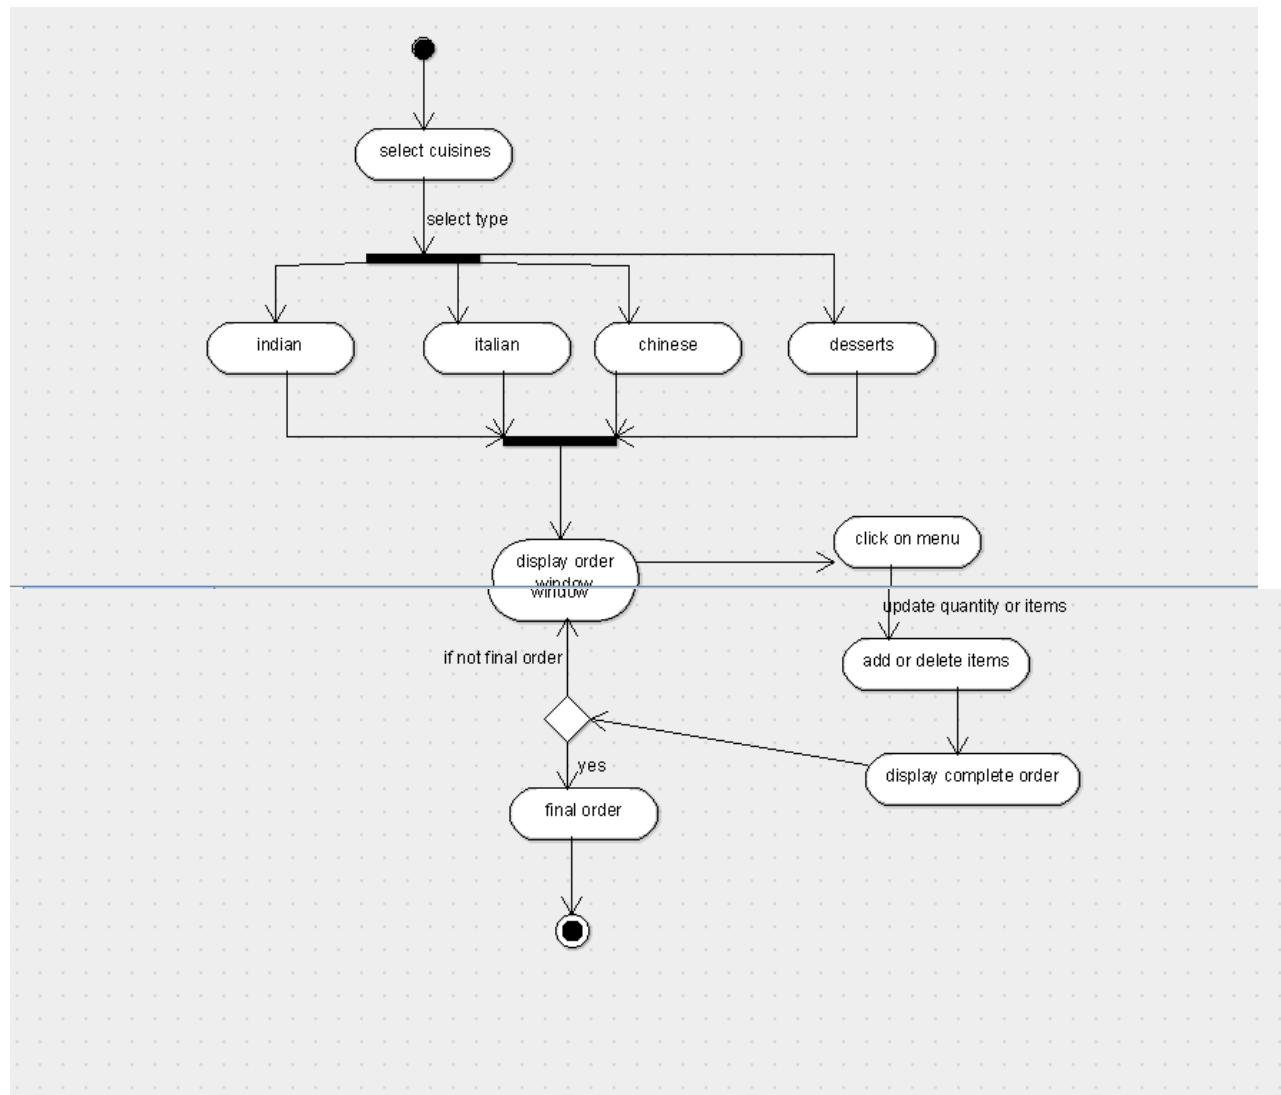 select cuisines
select type
indian
italian
chinese
desserts
display order
window
click on menu
update quantity or items
add or delete items
if not final order
display complete order
yes
final order